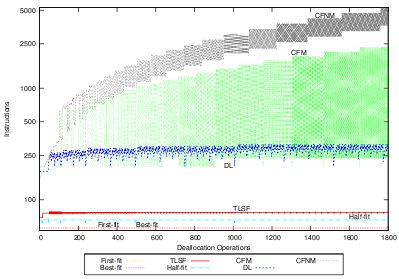 5000
CFNM
2500
CFM
1000
Instructions
500
250
DL
100
TLSF
Half-fit
First-fit
Best-fit
0 200 400 600 800 1000 1200 1400 1600 1800
Deallocation Operations
First-fit TLSF CFM CFNM
Best-fit Half-fit DL